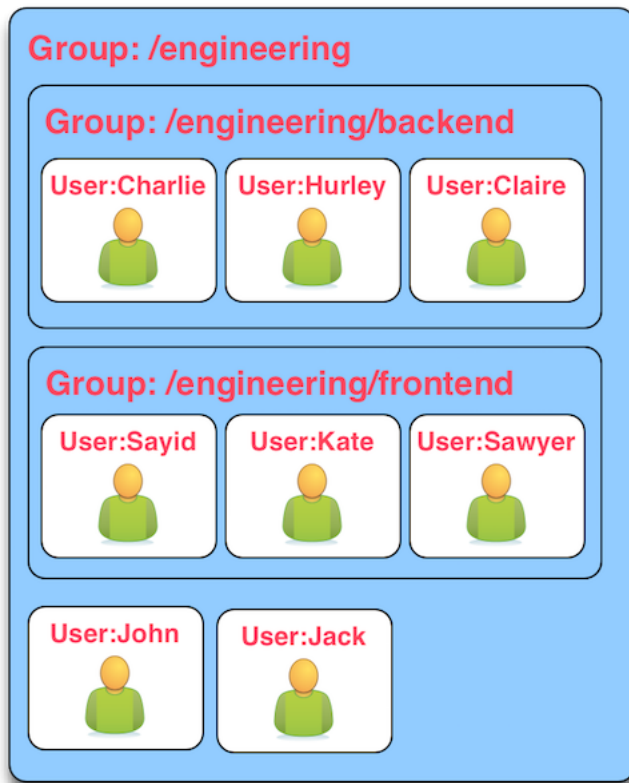 Group: /engineering
Group: /engineering/backend
User:Charlie User:Hurley User:Claire
Group: /engineering/frontend
User:Sayid User:Kate User:Sawyer
User:John User:Jack